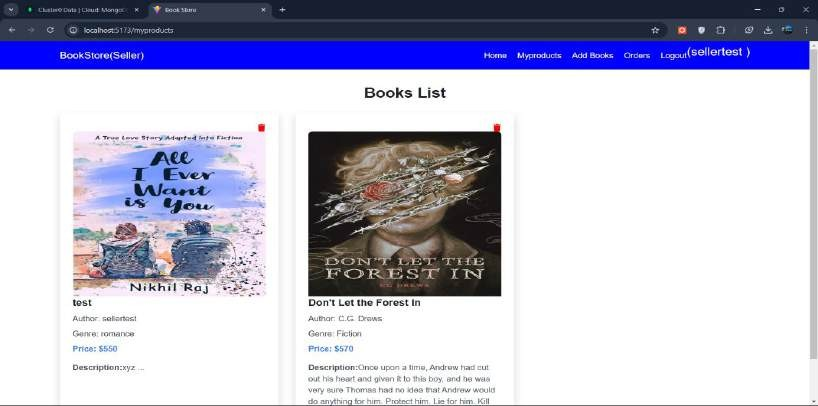 Cluster0 Data | Cloud: MongoD
Book Store
localhost:5173/myproducts
BookStore(Seller)
Home Myproducts Add Books Orders Logout(sellertest )
Books List
A True Love Story Adapted into Fiction
All
I Ever
Want
is You
Nikhil Raj
test
Author: sellertest
Genre: romance
Price: $550
Description:xyz ...
DON'T LET THE
FOREST IN
C.G. DREWS
Don't Let the Forest In
Author: C.G. Drews
Genre: Fiction
Price: $570
Description:Once upon a time, Andrew had cut
out his heart and given it to this boy, and he was
very sure Thomas had no idea that Andrew would
do anything for him. Protect him. Lie for him. Kill